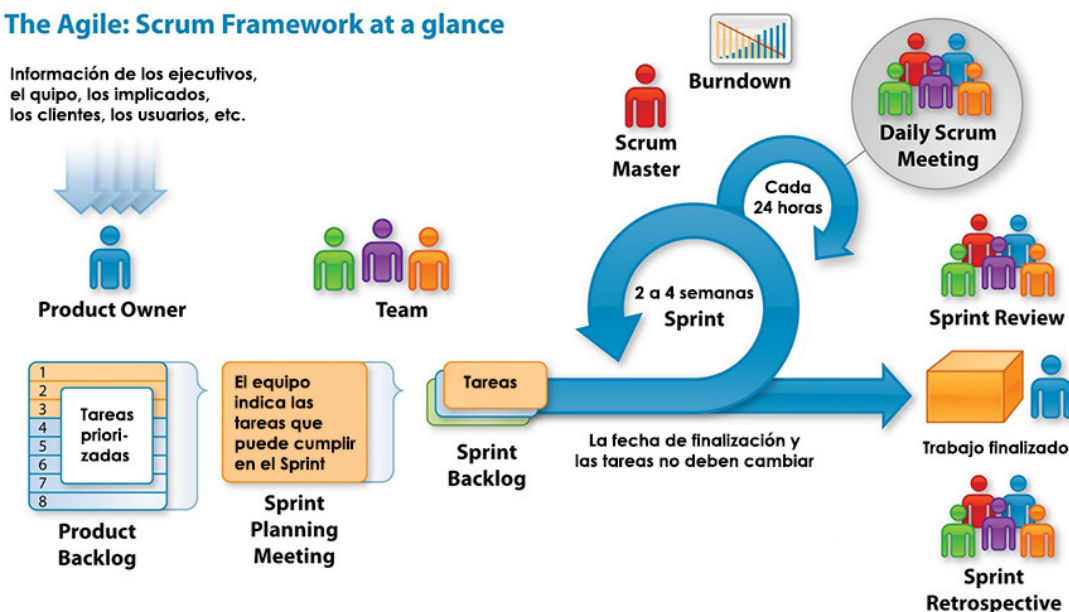 The Agile: Scrum Framework at a glance
Información de los ejecutivos,
el quipo, los implicados,
los clientes, los usuarios, etc.
Product Owner
Team
Scrum
Master
Burndown
Daily Scrum
Meeting
Cada
24 horas
2 a 4 semanas
Sprint
Sprint Review
1
2
3
4
5
6
7
8
Tareas
priori-
zadas
Product
Backlog
El equipo
indica las
tareas que
puede cumplir
en el Sprint
Sprint
Planning
Meeting
Tareas
Sprint
Backlog
La fecha de finalización y
las tareas no deben cambiar
Trabajo finalizado
Sprint
Retrospective